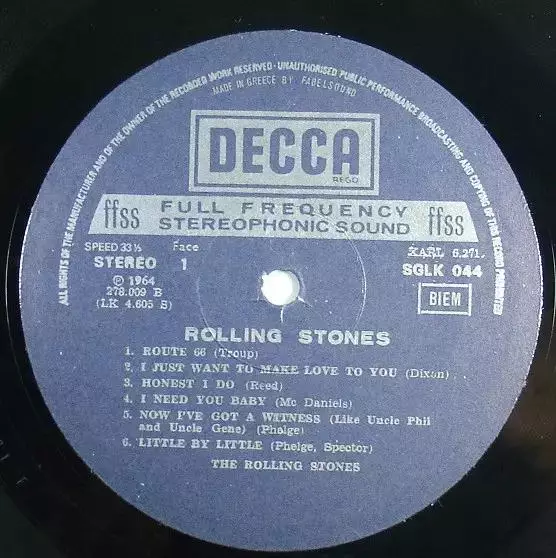 ALL RIGHTS OF THE MANUFACTURER AND OF THE OWNER OF THE RECORDED WORK RESERVED · UNAUTHORISED PUBLIC PERFORMANCE BROADCASTING AND COPYING OF THIS RECORD PROHIBITED
MADE IN GREECE BY FABELSOUND
DECCA
REGD
ffss FULL FREQUENCY STEREOPHONIC SOUND ffss
SPEED 33⅓ Face XARL 6.271.
STEREO 1 SGLK 044
℗ 1964
278.009 B
(LK 4.605 S)
BIEM
ROLLING STONES
1. ROUTE 66 (Troup)
2. I JUST WANT TO MAKE LOVE TO YOU (Dixon)
3. HONEST I DO (Reed)
4. I NEED YOU BABY (Mc Daniels)
5. NOW I'VE GOT A WITNESS (Like Uncle Phil
and Uncle Gene) (Phelge)
6. LITTLE BY LITTLE (Phelge, Spector)
THE ROLLING STONES